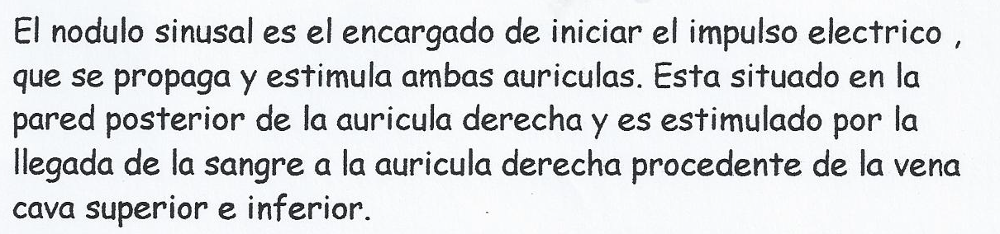 El nodulo sinusal es el encargado de iniciar el impulso electrico ,
que se propaga y estimula ambas auriculas. Esta situado en la
pared posterior de la auricula derecha y es estimulado por la
llegada de la sangre a la auricula derecha procedente de la vena
cava superior e inferior.